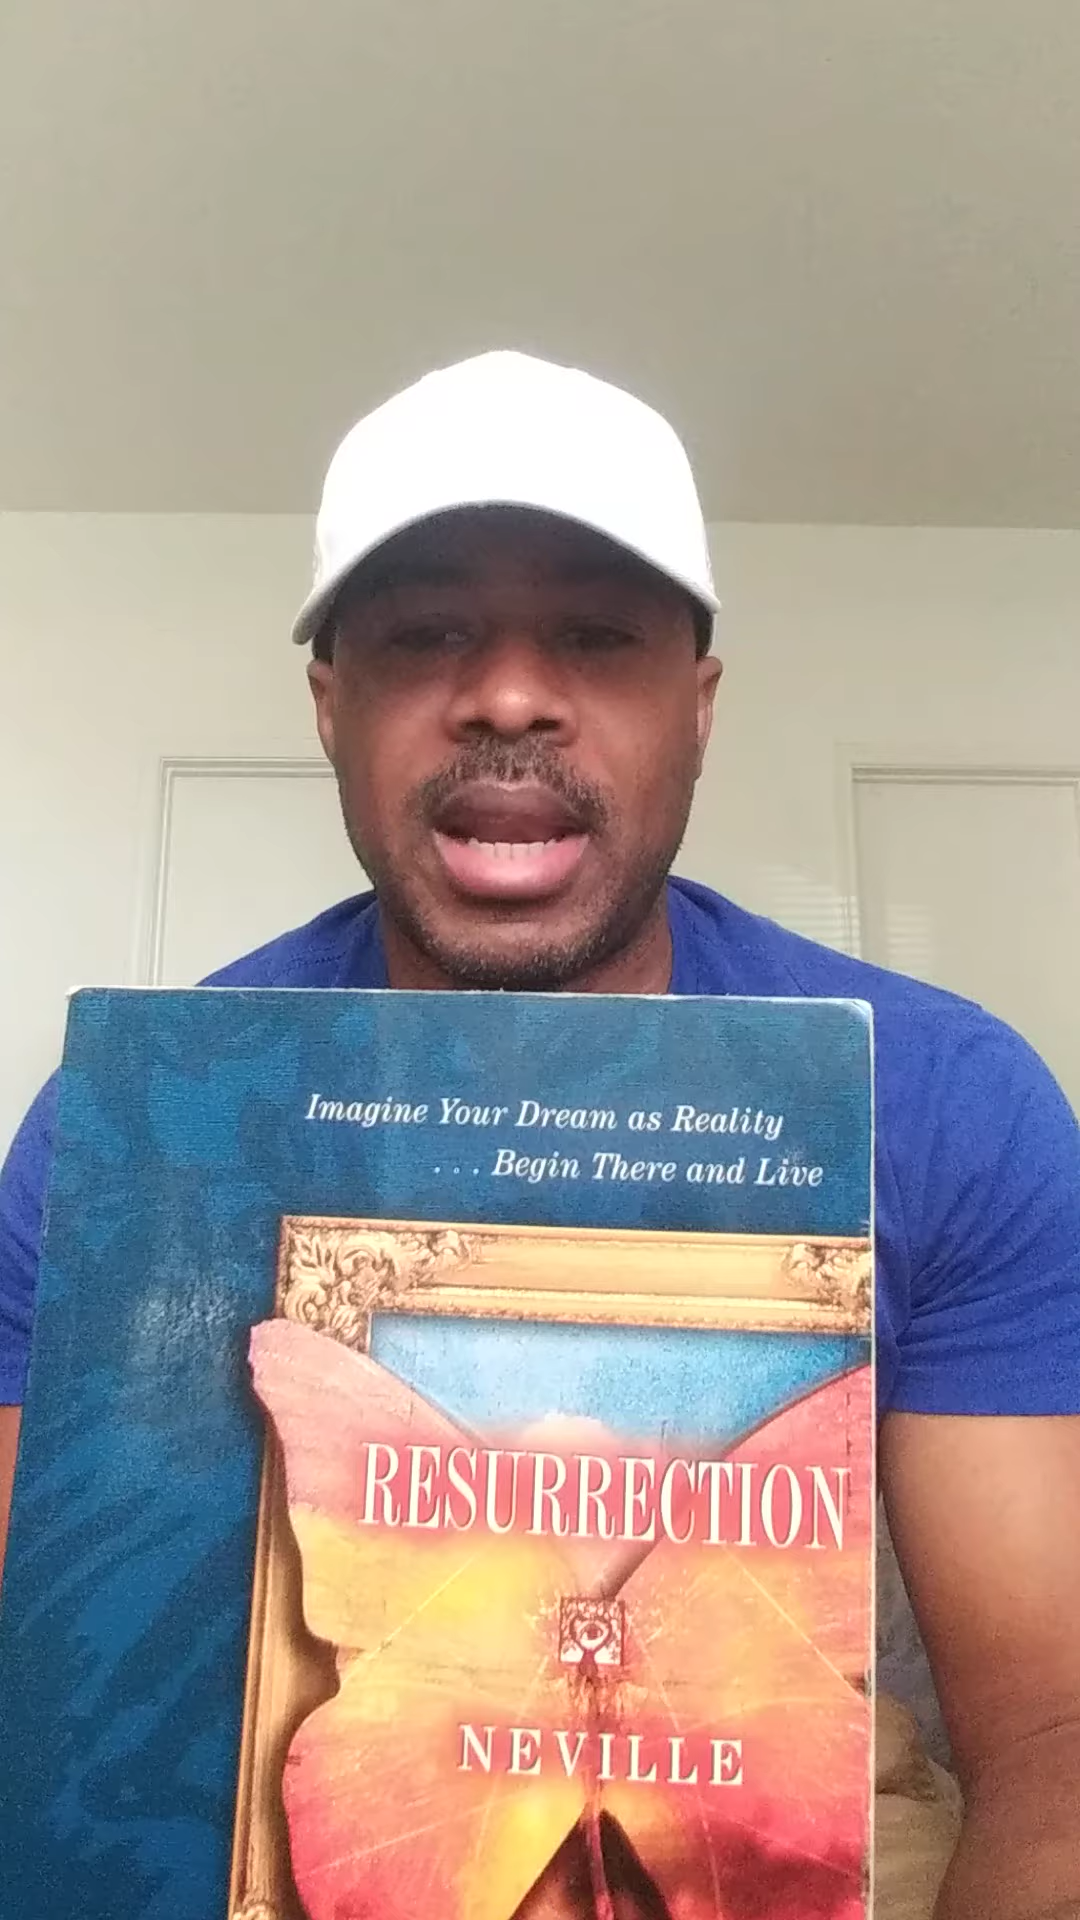 Imagine Your Dream as Reality
. . . Begin There and Live
RESURRECTION
NEVILLE